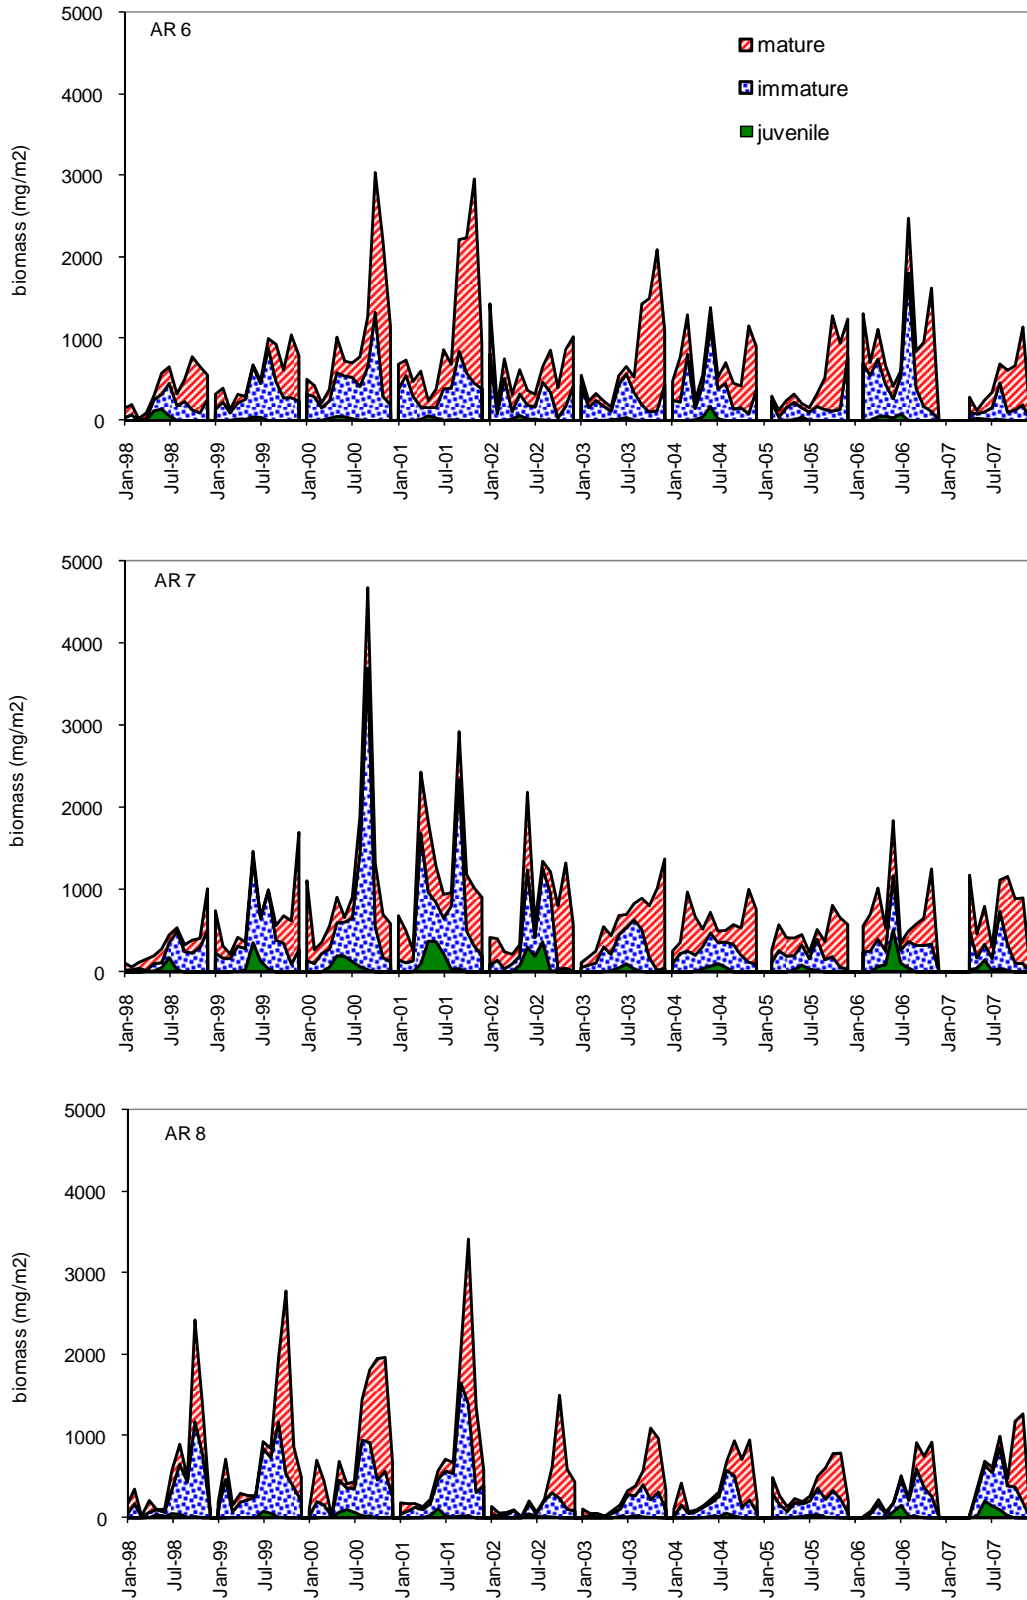 AR 6
mature
immature
juvenile
biomass (mg/m2)
5000
4000
3000
2000
1000
0
Jan-98
Jul-98
Jan-99
Jul-99
Jan-00
Jul-00
Jan-01
Jul-01
Jan-02
Jul-02
Jan-03
Jul-03
Jan-04
Jul-04
Jan-05
Jul-05
Jan-06
Jul-06
Jan-07
Jul-07
AR 7
biomass (mg/m2)
5000
4000
3000
2000
1000
0
Jan-98
Jul-98
Jan-99
Jul-99
Jan-00
Jul-00
Jan-01
Jul-01
Jan-02
Jul-02
Jan-03
Jul-03
Jan-04
Jul-04
Jan-05
Jul-05
Jan-06
Jul-06
Jan-07
Jul-07
AR 8
biomass (mg/m2)
5000
4000
3000
2000
1000
0
Jan-98
Jul-98
Jan-99
Jul-99
Jan-00
Jul-00
Jan-01
Jul-01
Jan-02
Jul-02
Jan-03
Jul-03
Jan-04
Jul-04
Jan-05
Jul-05
Jan-06
Jul-06
Jan-07
Jul-07